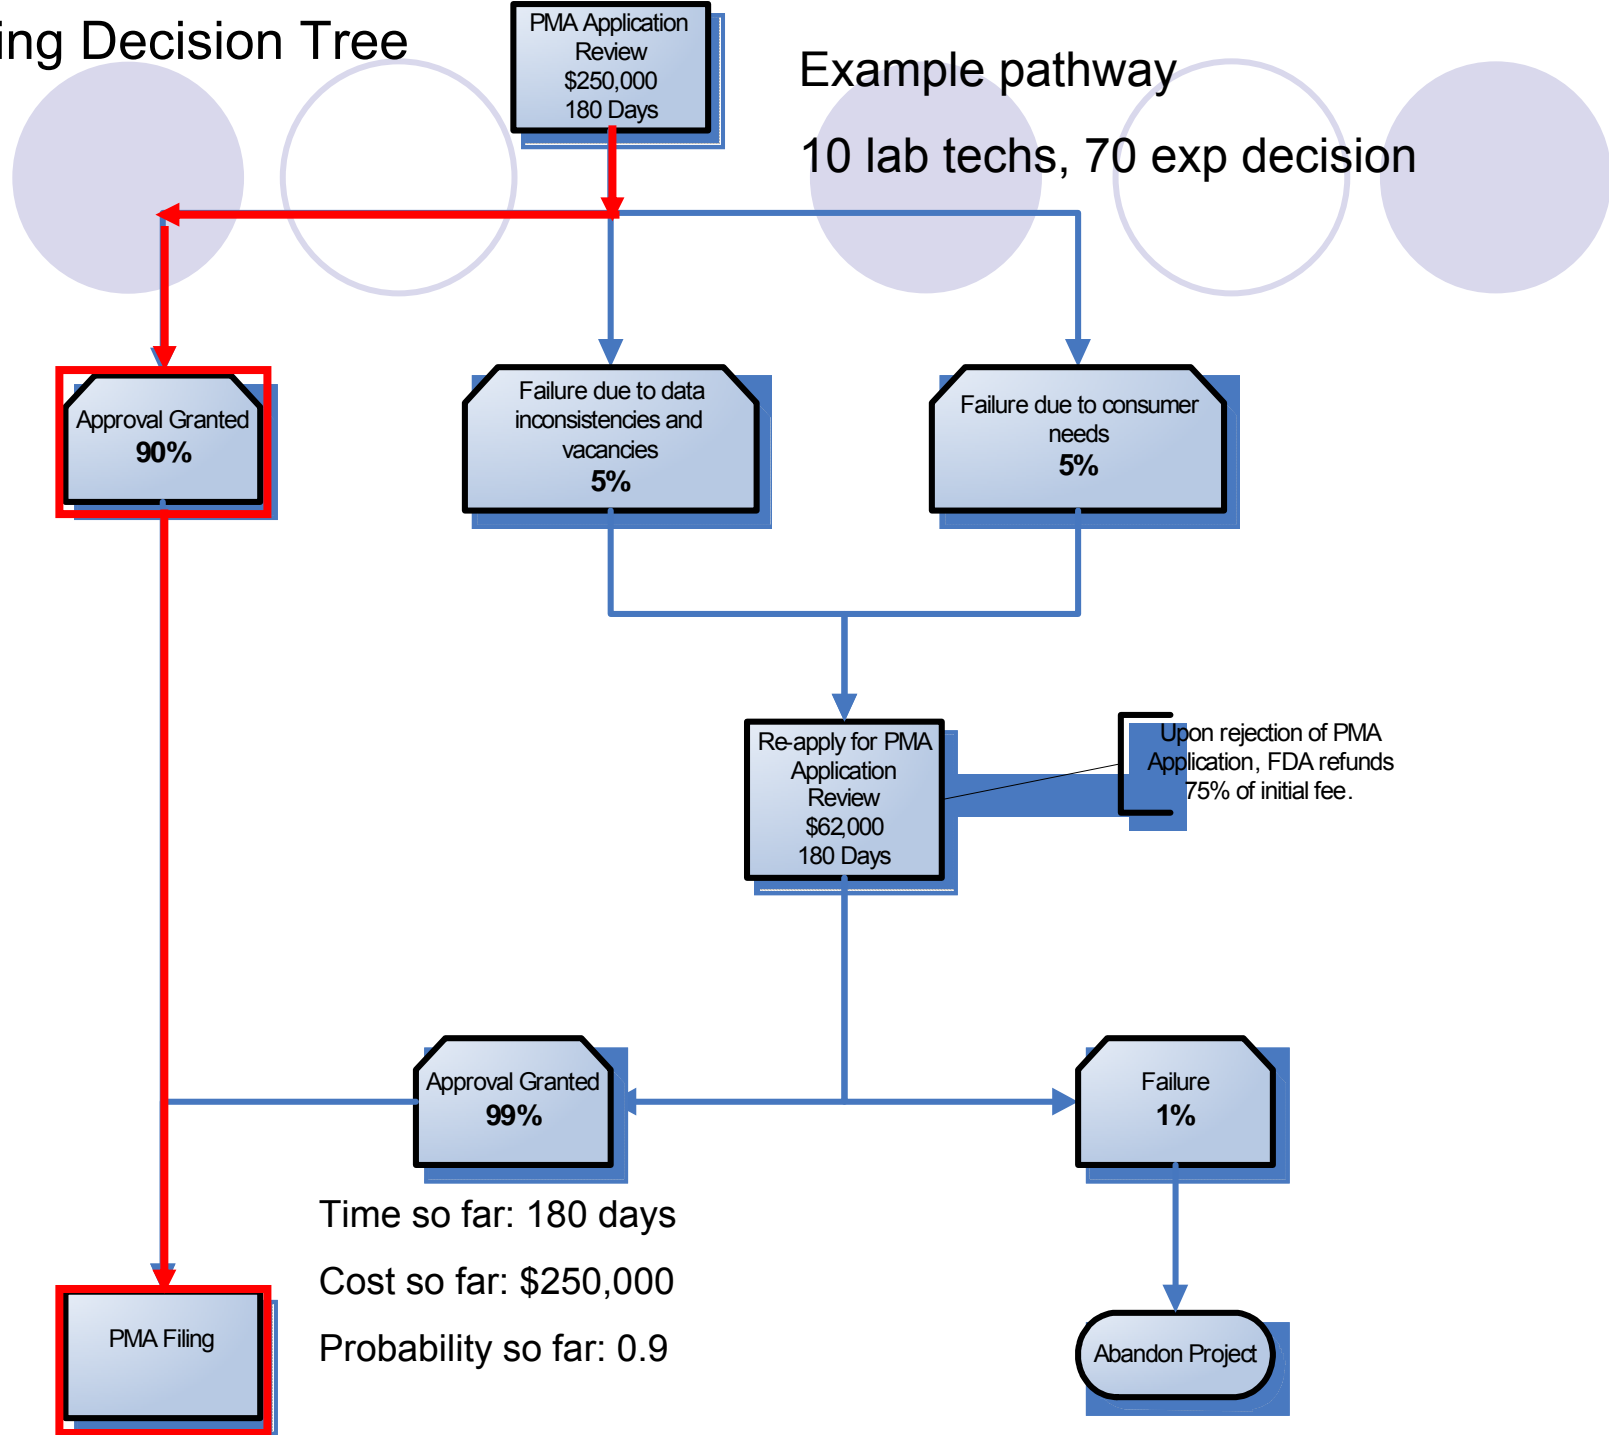 ing Decision Tree
PMA Application
Review
$250,000
180 Days
Example pathway
10 lab techs, 70 exp decision
Approval Granted
90%
Failure due to data
inconsistencies and
vacancies
5%
Failure due to consumer
needs
5%
Re-apply for PMA
Application
Review
$62,000
180 Days
Upon rejection of PMA
Application, FDA refunds
75% of initial fee.
Approval Granted
99%
Failure
1%
Time so far: 180 days
Cost so far: $250,000
Probability so far: 0.9
PMA Filing
Abandon Project